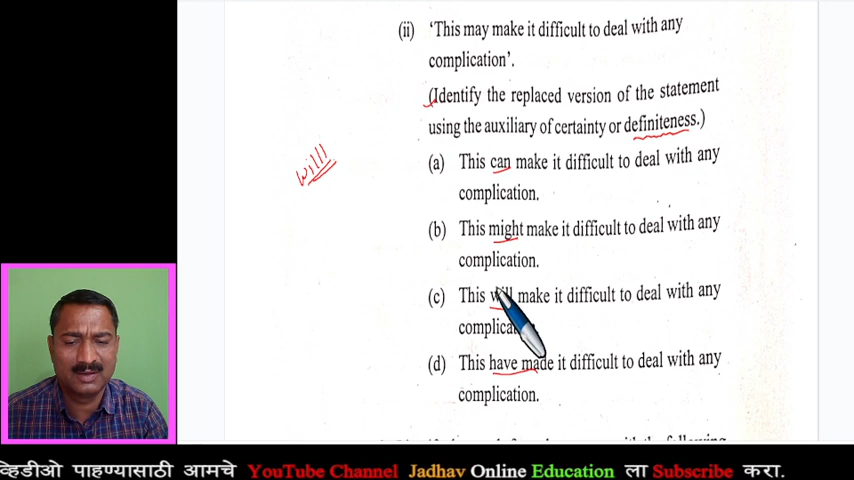 (ii) ‘This may make it difficult to deal with any
complication’.
(Identify the replaced version of the statement
using the auxiliary of certainty or definiteness.)
will
(a) This can make it difficult to deal with any
complication.
(b) This might make it difficult to deal with any
complication.
(c) This will make it difficult to deal with any
complication.
(d) This have made it difficult to deal with any
complication.
व्हिडीओ पाहण्यासाठी आमचे YouTube Channel Jadhav Online Education ला Subscribe करा.